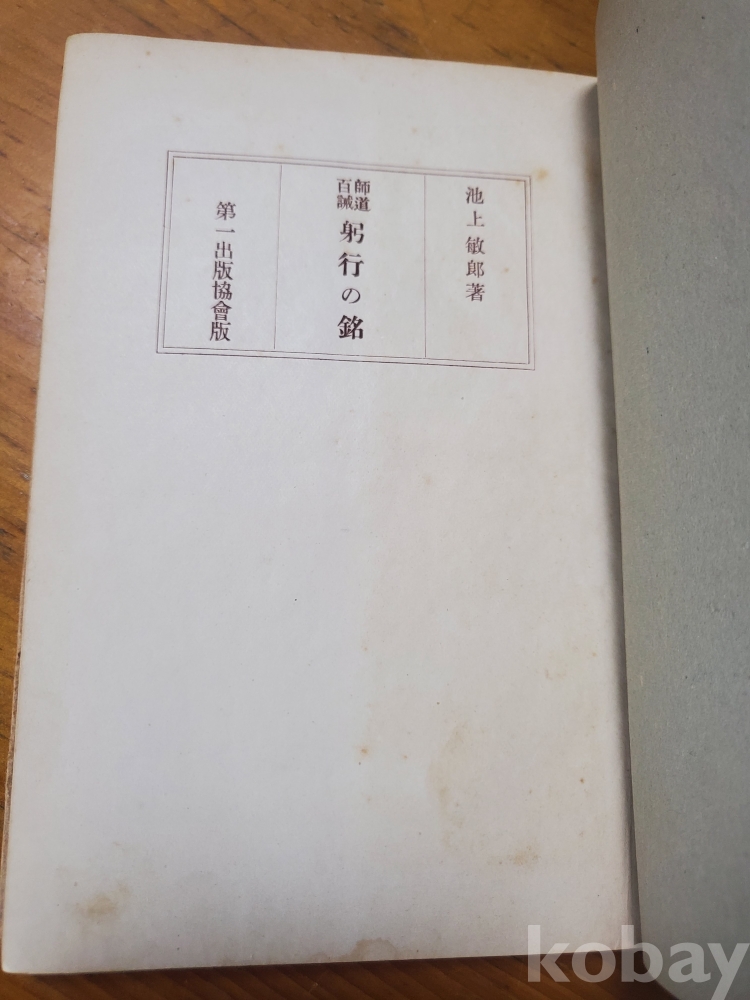 池上敏郎著
師道百誡 躬行の銘
第一出版協會版
kobay